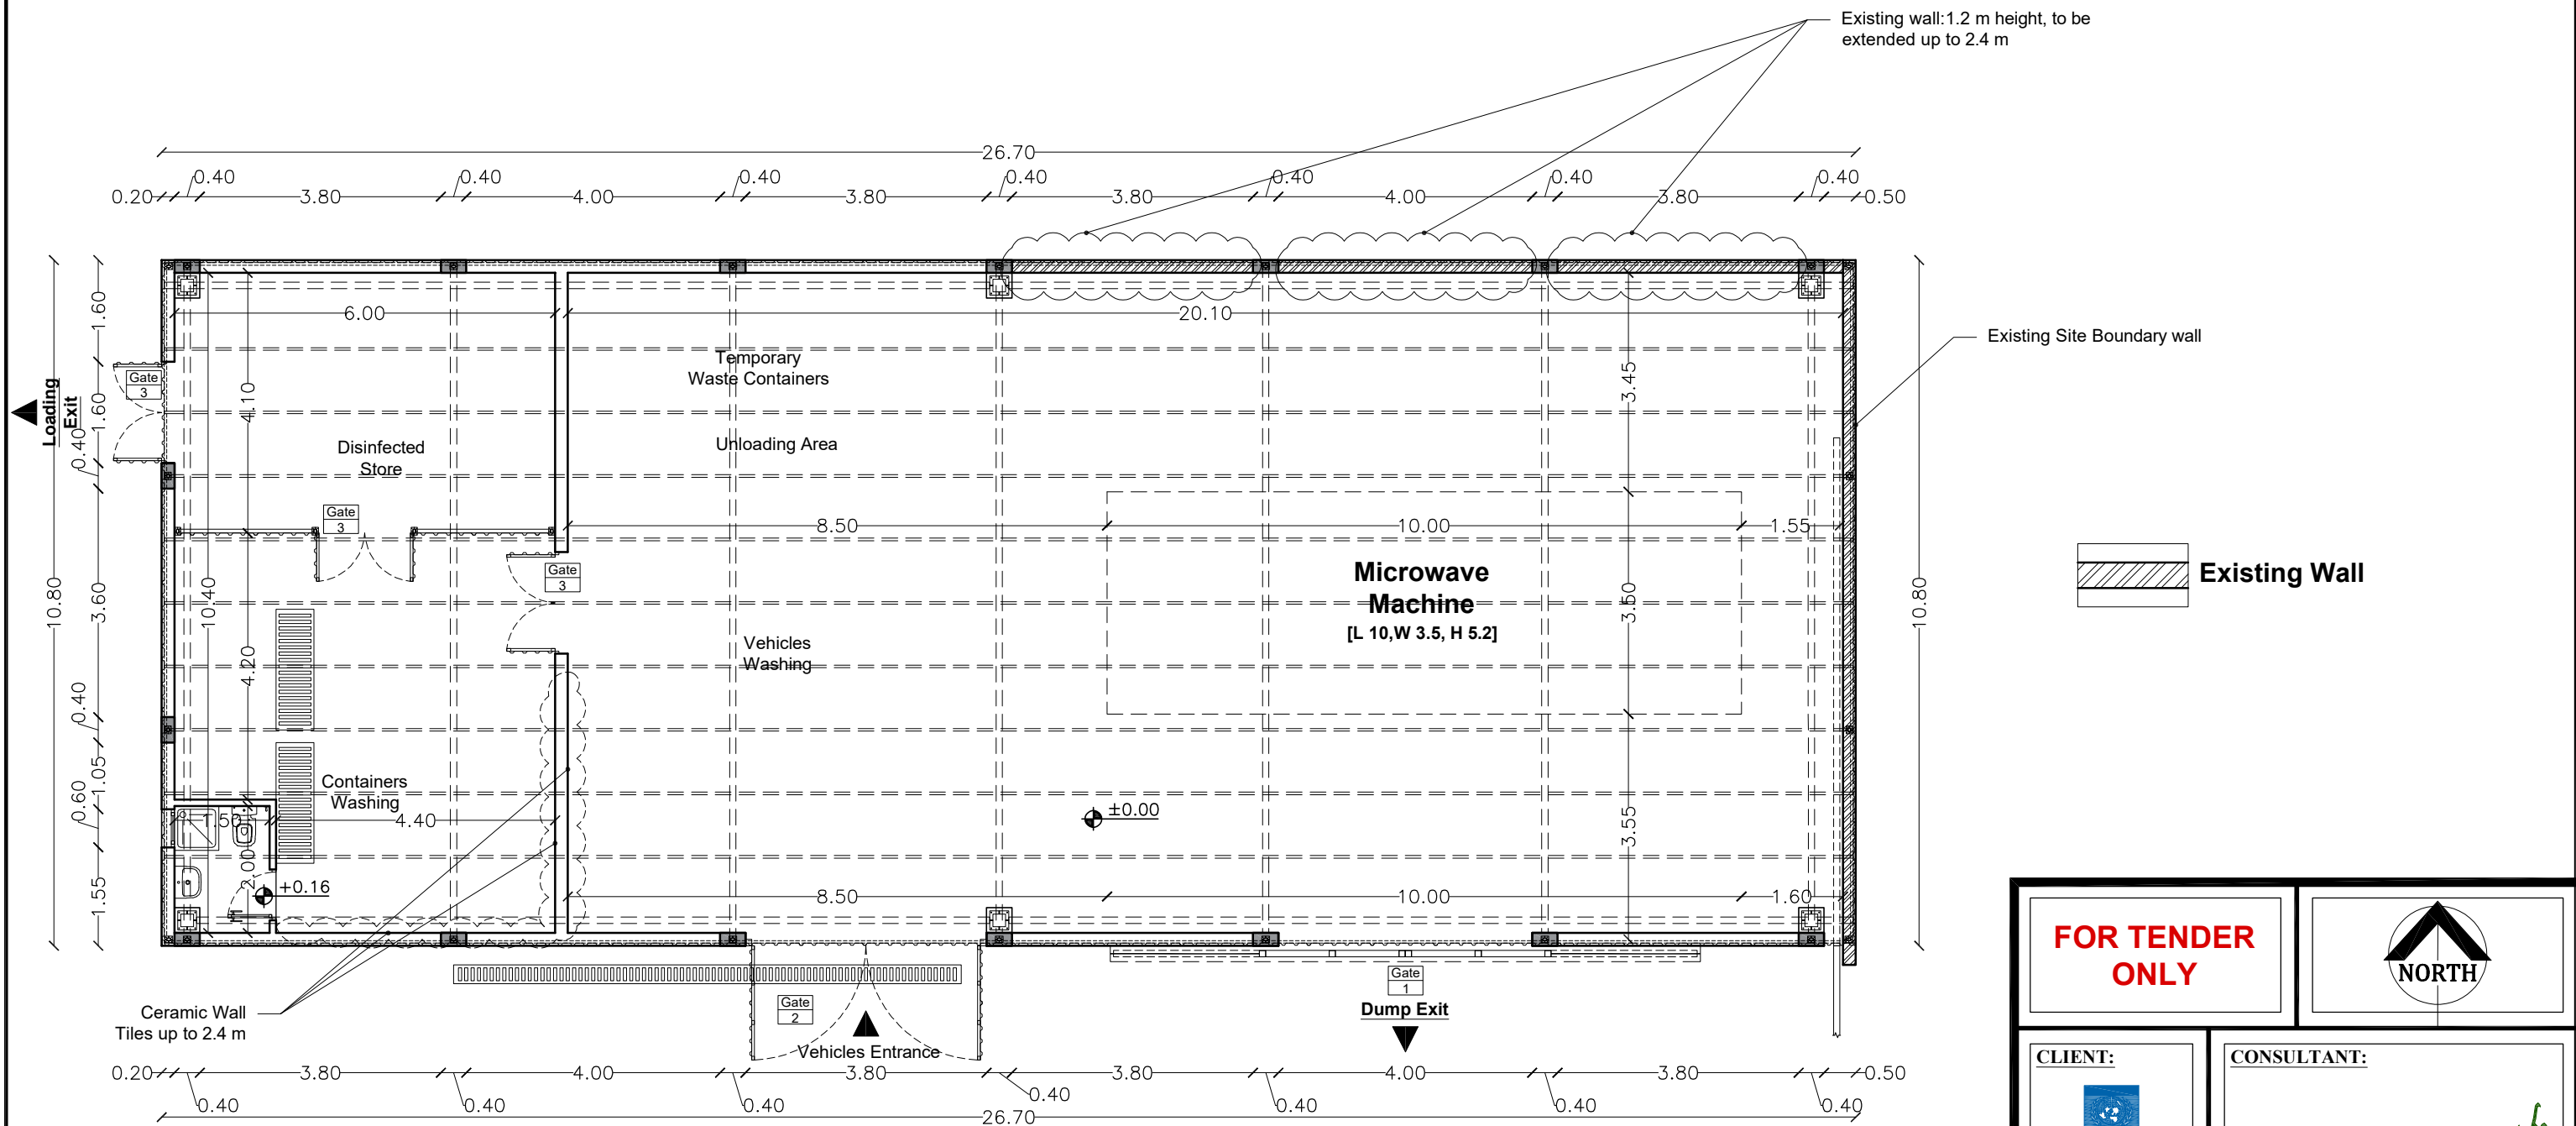 Existing wall:1.2 m height, to be
extended up to 2.4 m
26.70
0.40 0.40 0.40 0.40 0.40 0.40 0.40
0.20 3.80 4.00 3.80 3.80 4.00 3.80 0.50
6.00
20.10
Existing Site Boundary wall
Temporary
Waste Containers
Unloading Area
Disinfected
Store
Gate
3
Loading
Exit
Gate
3
Gate
3
10.80
1.60
1.60
0.40
3.60
0.40
1.05
0.60
1.55
4.10
10.40
4.20
2.00
3.45
3.50
3.55
10.80
8.50 10.00 1.55
Microwave
Machine
[L 10,W 3.5, H 5.2]
Existing Wall
Vehicles
Washing
Containers
Washing
1.50 4.40
±0.00
+0.16
8.50 10.00 1.60
Gate
1
Dump Exit
Gate
2
Vehicles Entrance
Ceramic Wall
Tiles up to 2.4 m
0.20 3.80 4.00 3.80 3.80 4.00 3.80 0.50
0.40 0.40 0.40 0.40 0.40 0.40 0.40
26.70
FOR TENDER
ONLY
NORTH
CLIENT:
CONSULTANT: